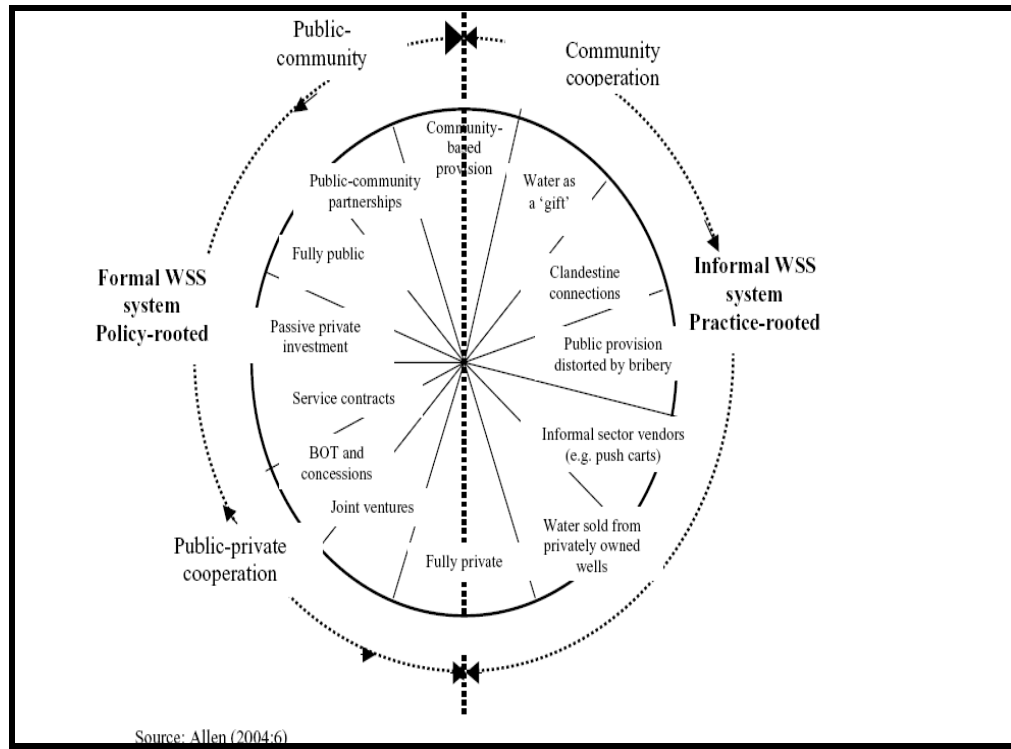 Public-
community
Community
cooperation
Community-
based
provision
Public-community
partnerships
Water as
a ‘gift’
Fully public
Clandestine
connections
Formal WSS
system
Policy-rooted
Informal WSS
system
Practice-rooted
Passive private
investment
Public provision
distorted by bribery
Service contracts
Informal sector vendors
(e.g. push carts)
BOT and
concessions
Joint ventures
Water sold from
privately owned
wells
Public-private
cooperation
Fully private
Source: Allen (2004:6)